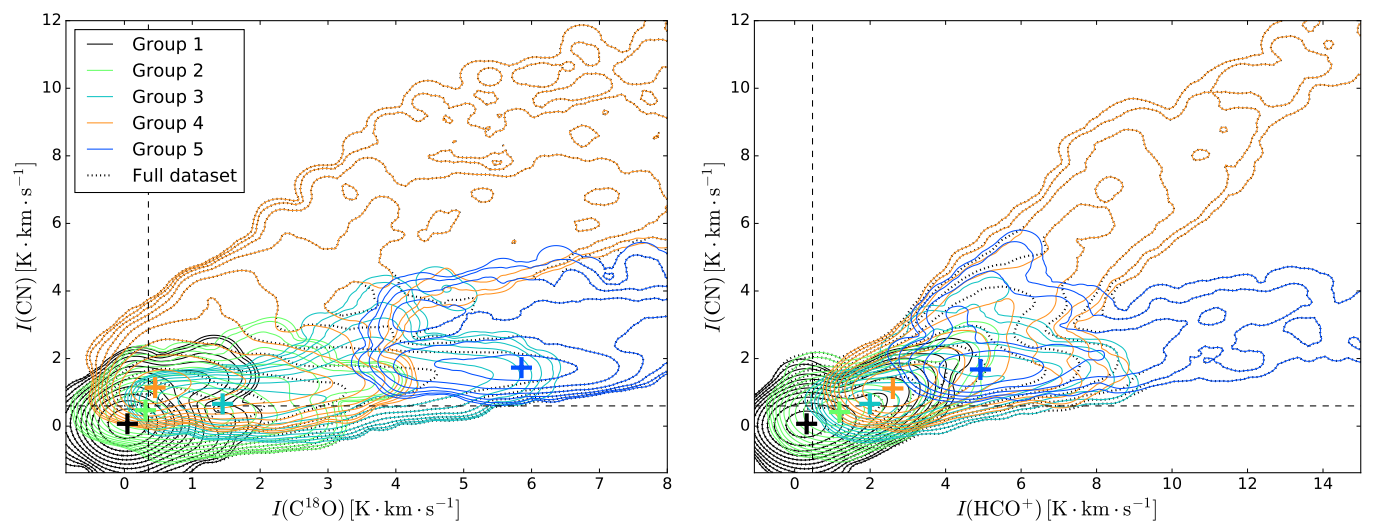 12
10
8
6
4
2
0
I(CN) [K · km · s⁻¹]
Group 1
Group 2
Group 3
Group 4
Group 5
Full dataset
0 1 2 3 4 5 6 7 8
I(C¹⁸O) [K · km · s⁻¹]
12
10
8
6
4
2
0
I(CN) [K · km · s⁻¹]
0 2 4 6 8 10 12 14
I(HCO⁺) [K · km · s⁻¹]